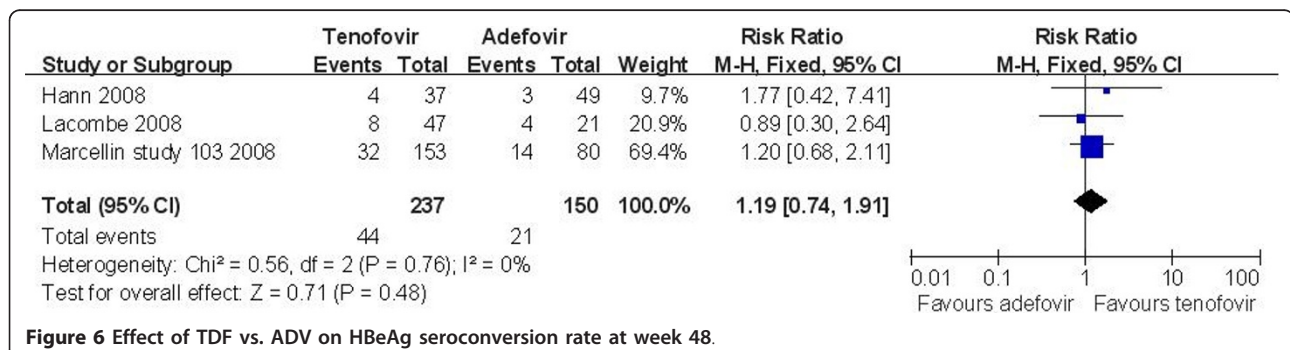 Tenofovir Adefovir Risk Ratio Risk Ratio
Study or Subgroup Events Total Events Total Weight M-H, Fixed, 95% CI M-H, Fixed, 95% CI
Hann 2008 4 37 3 49 9.7% 1.77 [0.42, 7.41]
Lacombe 2008 8 47 4 21 20.9% 0.89 [0.30, 2.64]
Marcellin study 103 2008 32 153 14 80 69.4% 1.20 [0.68, 2.11]
Total (95% CI) 237 150 100.0% 1.19 [0.74, 1.91]
Total events 44 21
Heterogeneity: Chi² = 0.56, df = 2 (P = 0.76); I² = 0%
Test for overall effect: Z = 0.71 (P = 0.48)
0.01 0.1 1 10 100
Favours adefovir Favours tenofovir
Figure 6 Effect of TDF vs. ADV on HBeAg seroconversion rate at week 48.